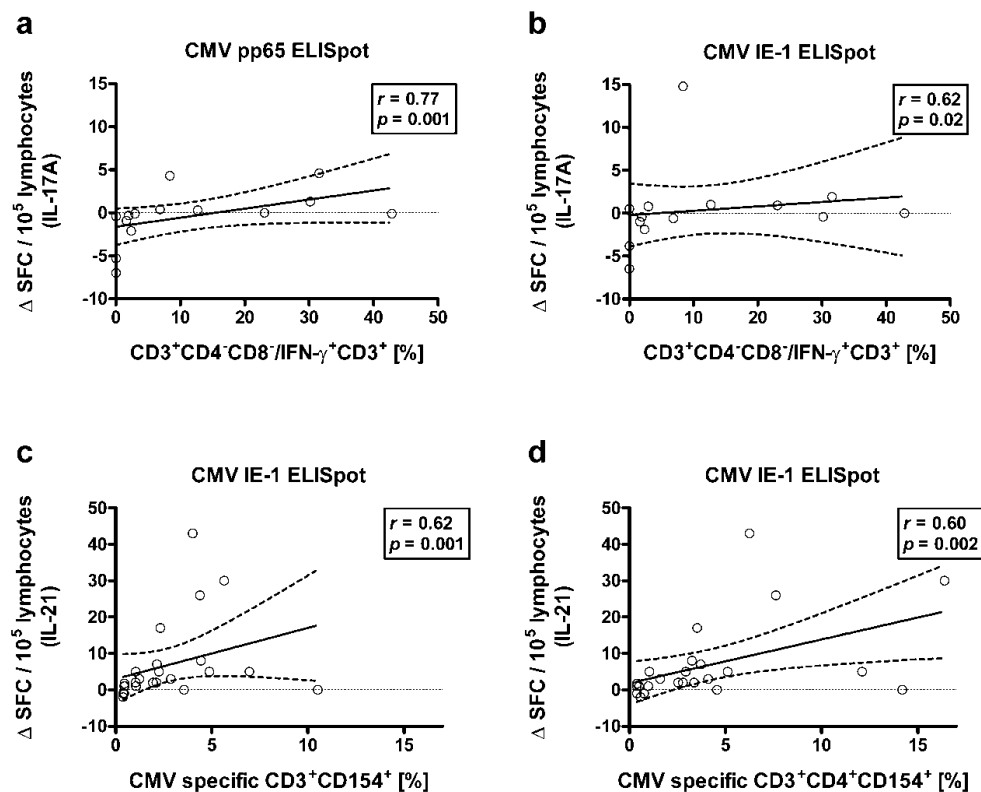 a
CMV pp65 ELISpot
Δ SFC / 10⁵ lymphocytes
(IL-17A)
15
10
5
0
-5
-10
r = 0.77
p = 0.001
0 10 20 30 40 50
CD3⁺CD4⁻CD8⁻/IFN-γ⁺CD3⁺ [%]
b
CMV IE-1 ELISpot
Δ SFC / 10⁵ lymphocytes
(IL-17A)
15
10
5
0
-5
-10
r = 0.62
p = 0.02
0 10 20 30 40 50
CD3⁺CD4⁻CD8⁻/IFN-γ⁺CD3⁺ [%]
c
CMV IE-1 ELISpot
Δ SFC / 10⁵ lymphocytes
(IL-21)
50
40
30
20
10
0
-10
r = 0.62
p = 0.001
0 5 10 15
CMV specific CD3⁺CD154⁺ [%]
d
CMV IE-1 ELISpot
Δ SFC / 10⁵ lymphocytes
(IL-21)
50
40
30
20
10
0
-10
r = 0.60
p = 0.002
0 5 10 15
CMV specific CD3⁺CD4⁺CD154⁺ [%]